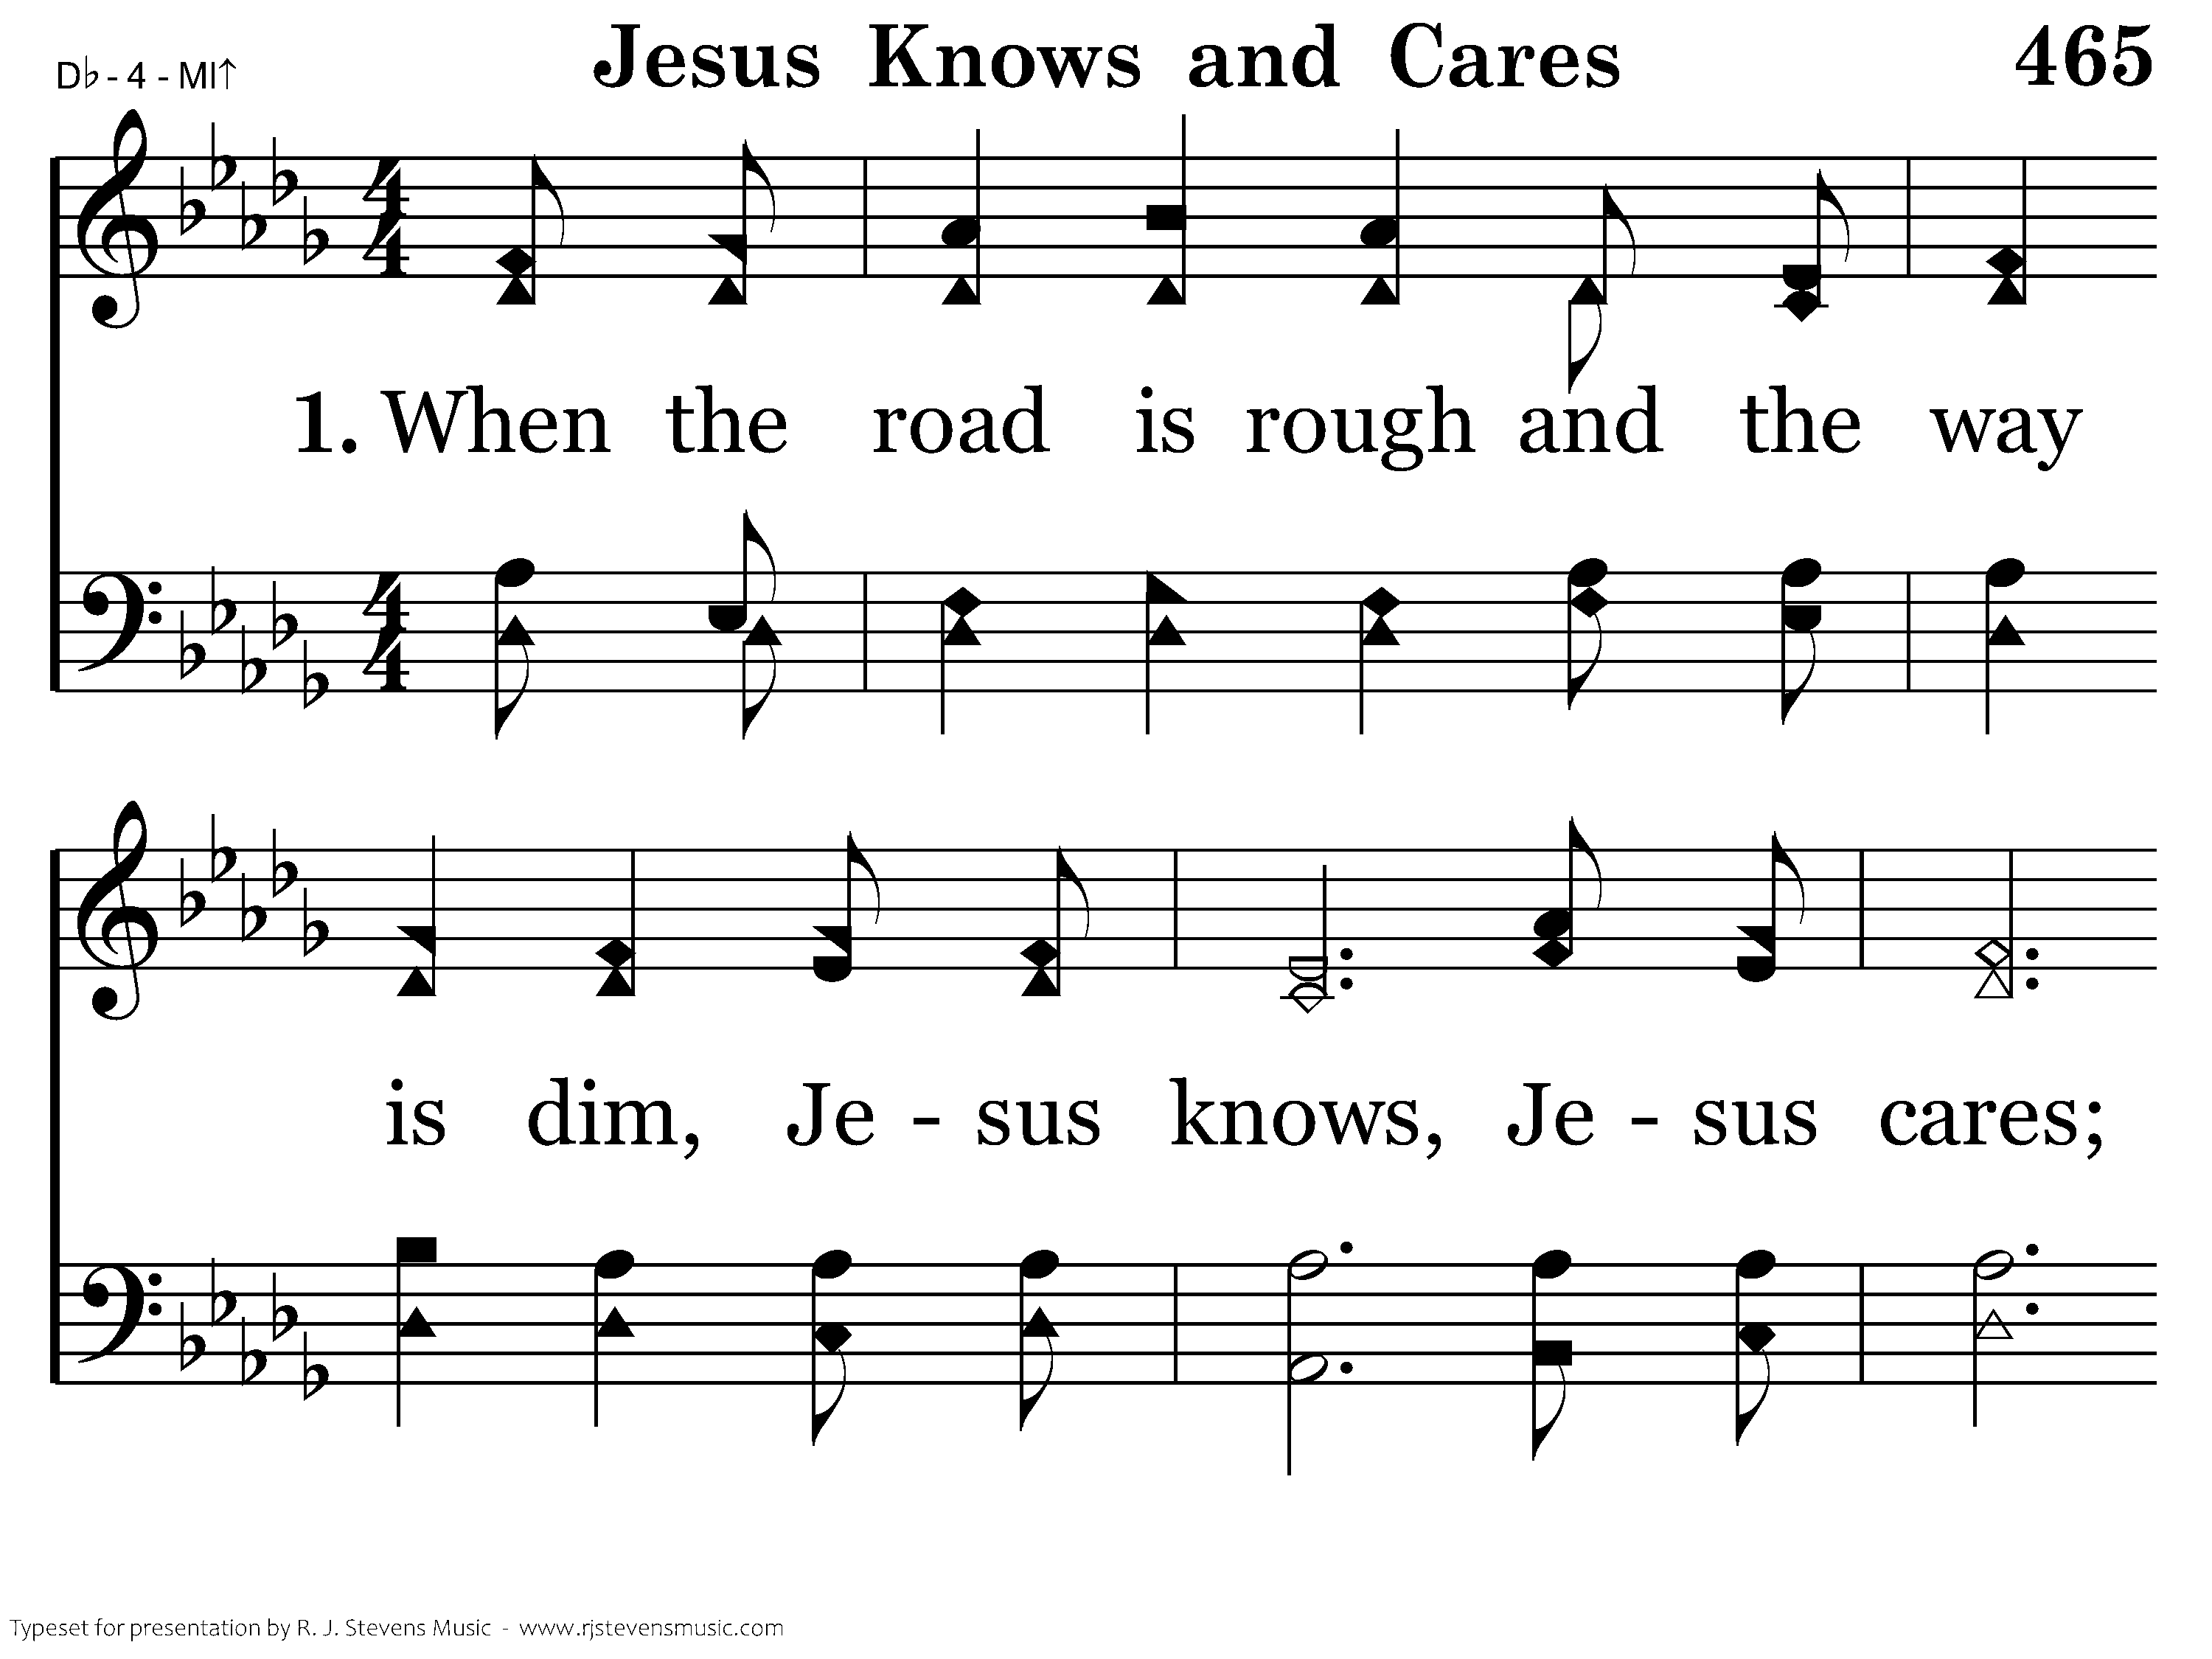 D♭ - 4 - MI↑ Jesus Knows and Cares 465
1. When the road is rough and the way
is dim, Je - sus knows, Je - sus cares;
Typeset for presentation by R. J. Stevens Music - www.rjstevensmusic.com